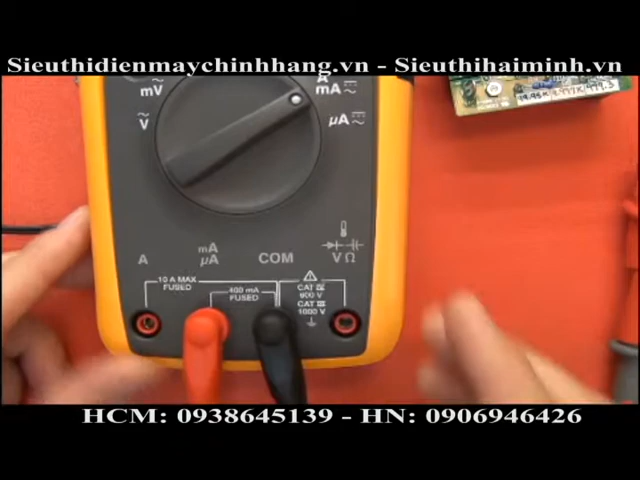 Sieuthidienmaychinhhang.vn - Sieuthihaiminh.vn
mV
V
A
mA
µA
A
mA
µA
COM
V Ω
10 A MAX
FUSED
400 mA
FUSED
CAT IV
600 V
CAT III
1000 V
HCM: 0938645139 - HN: 0906946426